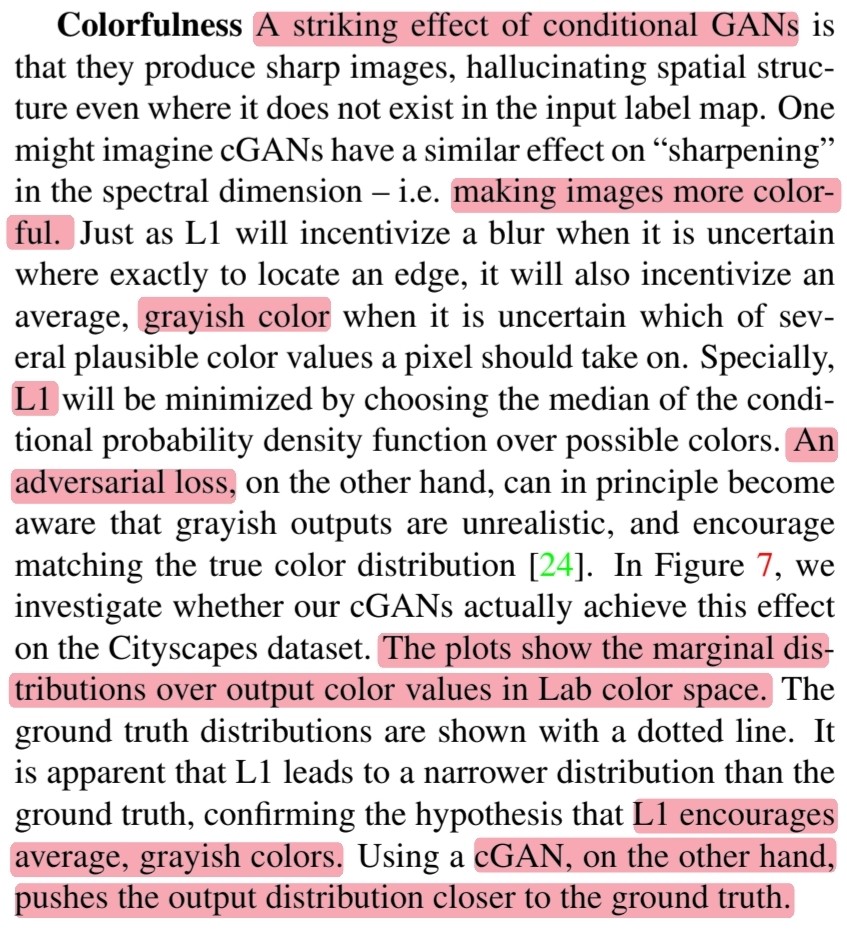 Colorfulness A striking effect of conditional GANs is
that they produce sharp images, hallucinating spatial struc-
ture even where it does not exist in the input label map. One
might imagine cGANs have a similar effect on “sharpening”
in the spectral dimension – i.e. making images more color-
ful. Just as L1 will incentivize a blur when it is uncertain
where exactly to locate an edge, it will also incentivize an
average, grayish color when it is uncertain which of sev-
eral plausible color values a pixel should take on. Specially,
L1 will be minimized by choosing the median of the condi-
tional probability density function over possible colors. An
adversarial loss, on the other hand, can in principle become
aware that grayish outputs are unrealistic, and encourage
matching the true color distribution [24]. In Figure 7, we
investigate whether our cGANs actually achieve this effect
on the Cityscapes dataset. The plots show the marginal dis-
tributions over output color values in Lab color space. The
ground truth distributions are shown with a dotted line. It
is apparent that L1 leads to a narrower distribution than the
ground truth, confirming the hypothesis that L1 encourages
average, grayish colors. Using a cGAN, on the other hand,
pushes the output distribution closer to the ground truth.